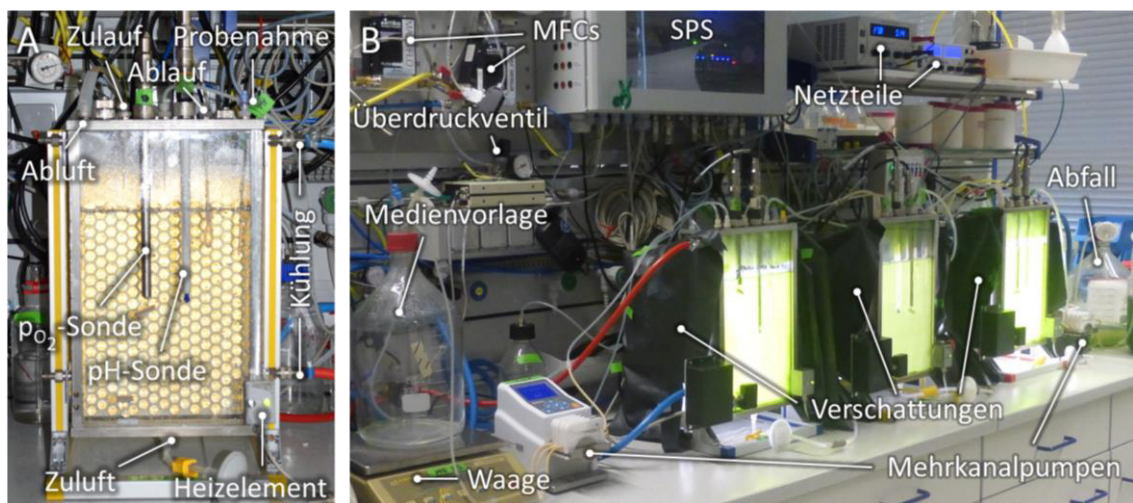 A
Zulauf
Probenahme
Ablauf
Abluft
Kühlung
pO2-Sonde
pH-Sonde
Zuluft
Heizelement
B
MFCs
SPS
Netzteile
Überdruckventil
Abfall
Medienvorlage
Verschattungen
Waage
Mehrkanalpumpen